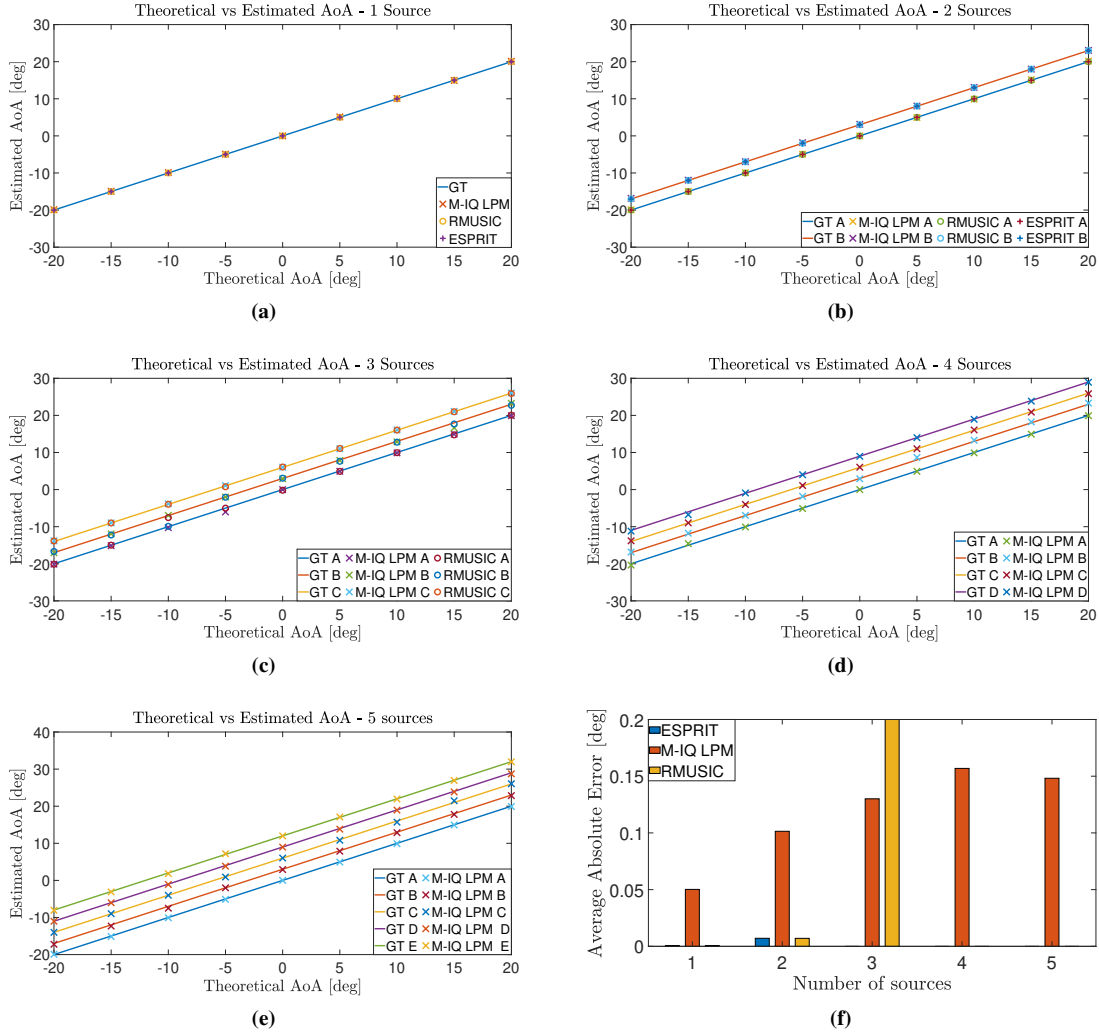 Theoretical vs Estimated AoA - 1 Source
Estimated AoA [deg]
30
20
10
0
-10
-20
-30
GT
M-IQ LPM
RMUSIC
ESPRIT
-20 -15 -10 -5 0 5 10 15 20
Theoretical AoA [deg]
(a)
Theoretical vs Estimated AoA - 2 Sources
Estimated AoA [deg]
30
20
10
0
-10
-20
-30
GT A M-IQ LPM A RMUSIC A ESPRIT A
GT B M-IQ LPM B RMUSIC B ESPRIT B
-20 -15 -10 -5 0 5 10 15 20
Theoretical AoA [deg]
(b)
Theoretical vs Estimated AoA - 3 Sources
Estimated AoA [deg]
30
20
10
0
-10
-20
-30
GT A M-IQ LPM A RMUSIC A
GT B M-IQ LPM B RMUSIC B
GT C M-IQ LPM C RMUSIC C
-20 -15 -10 -5 0 5 10 15 20
Theoretical AoA [deg]
(c)
Theoretical vs Estimated AoA - 4 Sources
Estimated AoA [deg]
30
20
10
0
-10
-20
-30
GT A M-IQ LPM A
GT B M-IQ LPM B
GT C M-IQ LPM C
GT D M-IQ LPM D
-20 -15 -10 -5 0 5 10 15 20
Theoretical AoA [deg]
(d)
Theoretical vs Estimated AoA - 5 sources
Estimated AoA [deg]
40
30
20
10
0
-10
-20
GT A M-IQ LPM A
GT B M-IQ LPM B
GT C M-IQ LPM C
GT D M-IQ LPM D
GT E M-IQ LPM E
-20 -15 -10 -5 0 5 10 15 20
Theoretical AoA [deg]
(e)
Average Absolute Error [deg]
0.2
0.15
0.1
0.05
0
ESPRIT
M-IQ LPM
RMUSIC
1 2 3 4 5
Number of sources
(f)